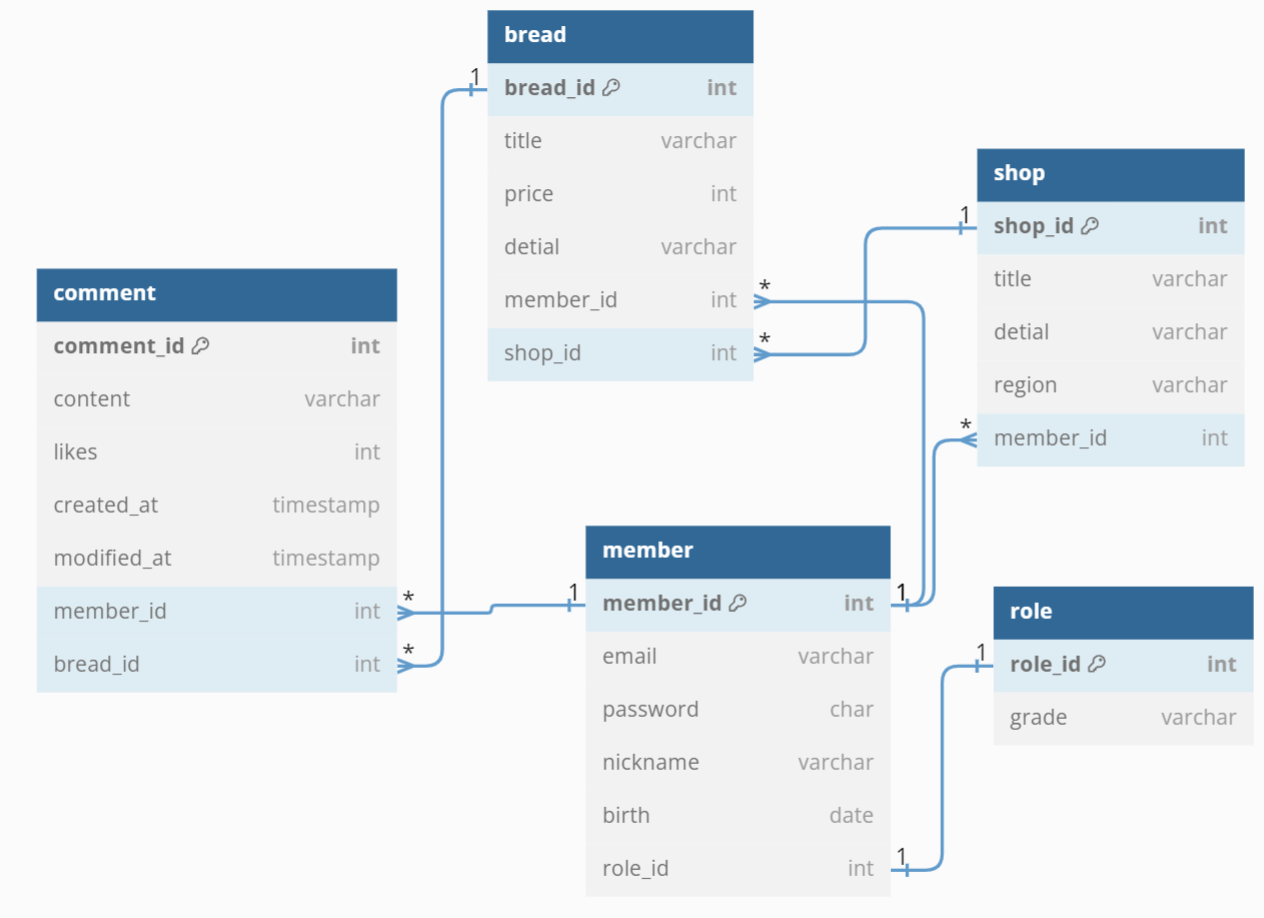 bread
1
bread_id int
title varchar
price int
detial varchar
member_id int *
shop_id int *
shop
1
shop_id int
title varchar
detial varchar
region varchar
* member_id int
comment
comment_id int
content varchar
likes int
created_at timestamp
modified_at timestamp
member_id int *
bread_id int *
member
1 member_id int 1
email varchar
password char
nickname varchar
birth date
role_id int 1
role
1
role_id int
grade varchar